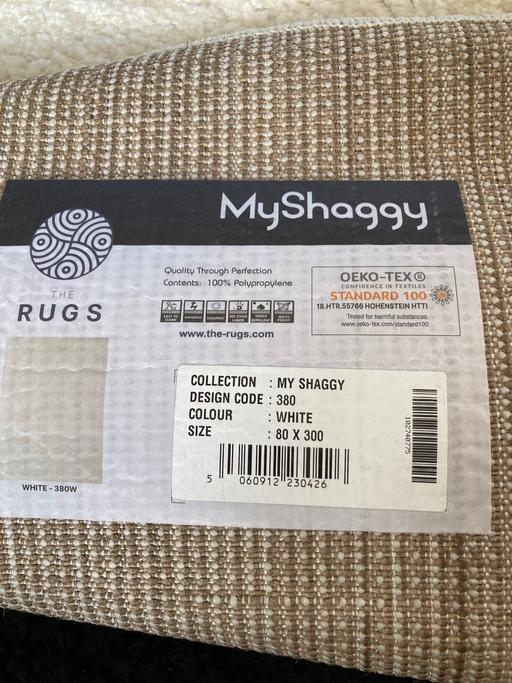 MyShaggy
THE
RUGS
Quality Through Perfection
Contents: 100% Polypropylene
www.the-rugs.com
OEKO-TEX®
CONFIDENCE IN TEXTILES
STANDARD 100
18.HTR.55766 HOHENSTEIN HTTI
Tested for harmful substances.
www.oeko-tex.com/standard100
COLLECTION : MY SHAGGY
DESIGN CODE : 380
COLOUR : WHITE
SIZE : 80 X 300
5 060912 230426
102740775
WHITE - 380W